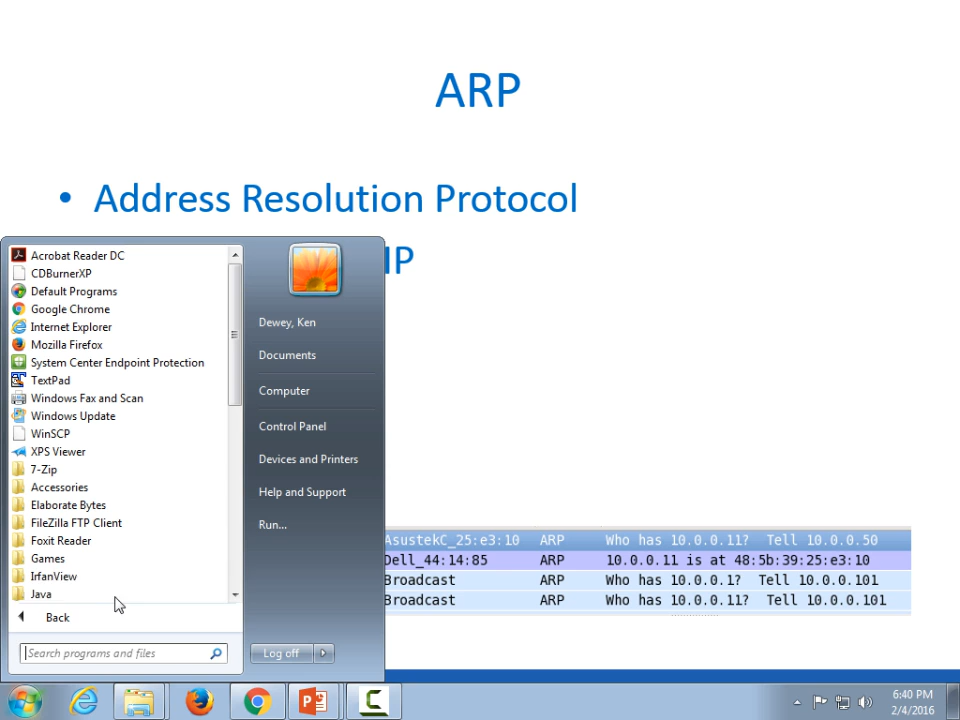 ARP
• Address Resolution Protocol
IP
Acrobat Reader DC
CDBurnerXP
Default Programs
Google Chrome
Internet Explorer
Mozilla Firefox
System Center Endpoint Protection
TextPad
Windows Fax and Scan
Windows Update
WinSCP
XPS Viewer
7-Zip
Accessories
Elaborate Bytes
FileZilla FTP Client
Foxit Reader
Games
IrfanView
Java
Back
Search programs and files
Dewey, Ken
Documents
Computer
Control Panel
Devices and Printers
Help and Support
Run...
Log off
AsustekC_25:e3:10 ARP Who has 10.0.0.11? Tell 10.0.0.50
Dell_44:14:85 ARP 10.0.0.11 is at 48:5b:39:25:e3:10
Broadcast ARP Who has 10.0.0.1? Tell 10.0.0.101
Broadcast ARP Who has 10.0.0.11? Tell 10.0.0.101
6:40 PM
2/4/2016